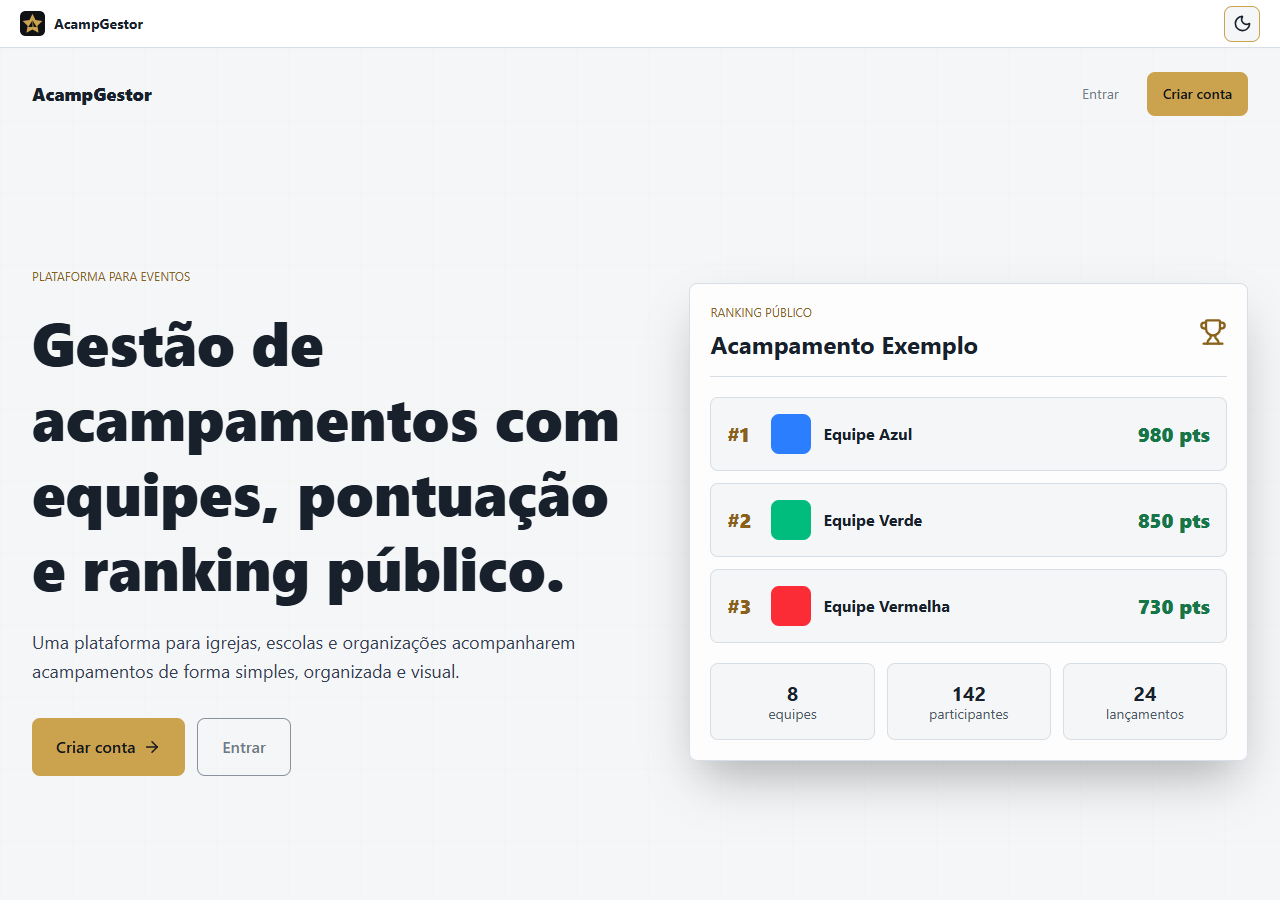 AcampGestor
AcampGestor
Entrar
Criar conta
PLATAFORMA PARA EVENTOS
Gestão de
acampamentos com
equipes, pontuação
e ranking público.
Uma plataforma para igrejas, escolas e organizações acompanharem
acampamentos de forma simples, organizada e visual.
Criar conta
Entrar
RANKING PÚBLICO
Acampamento Exemplo
#1 Equipe Azul 980 pts
#2 Equipe Verde 850 pts
#3 Equipe Vermelha 730 pts
8
equipes
142
participantes
24
lançamentos